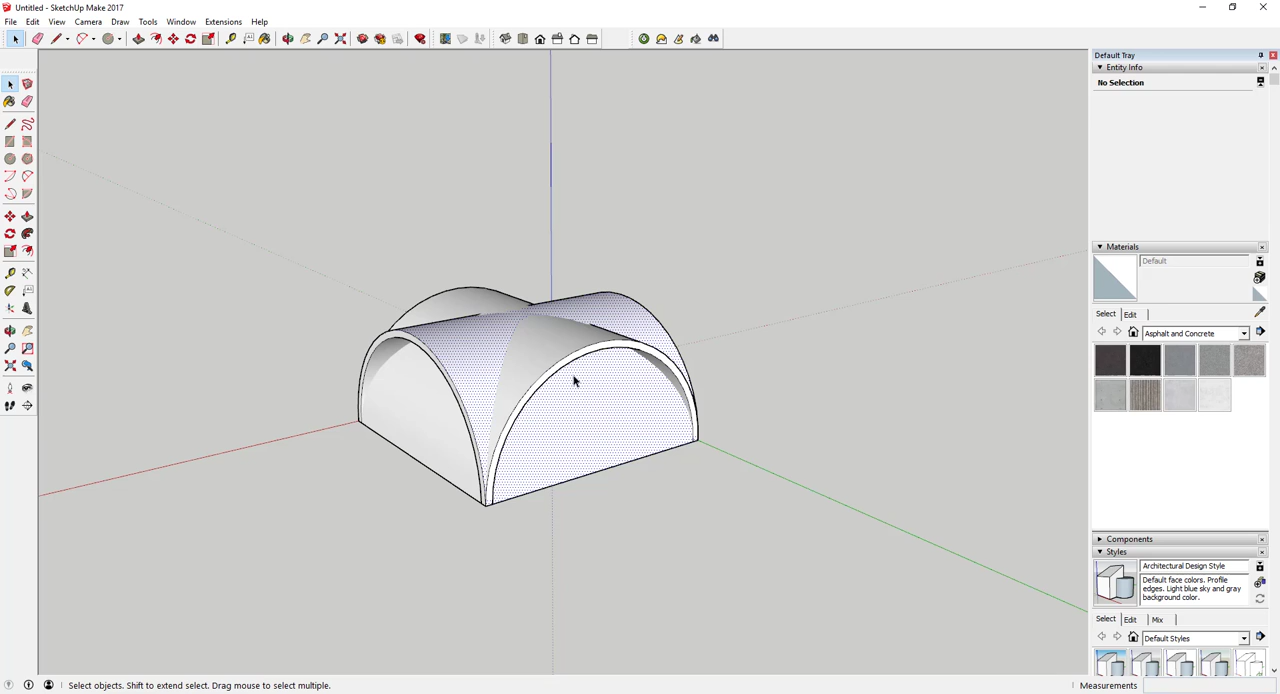 Untitled - SketchUp Make 2017
File Edit View Camera Draw Tools Window Extensions Help
Default Tray
Entity Info
No Selection
Materials
Default
Select Edit
Asphalt and Concrete
Components
Styles
Architectural Design Style
Default face colors. Profile
edges. Light blue sky and gray
background color.
Select Edit Mix
Default Styles
Select objects. Shift to extend select. Drag mouse to select multiple.
Measurements